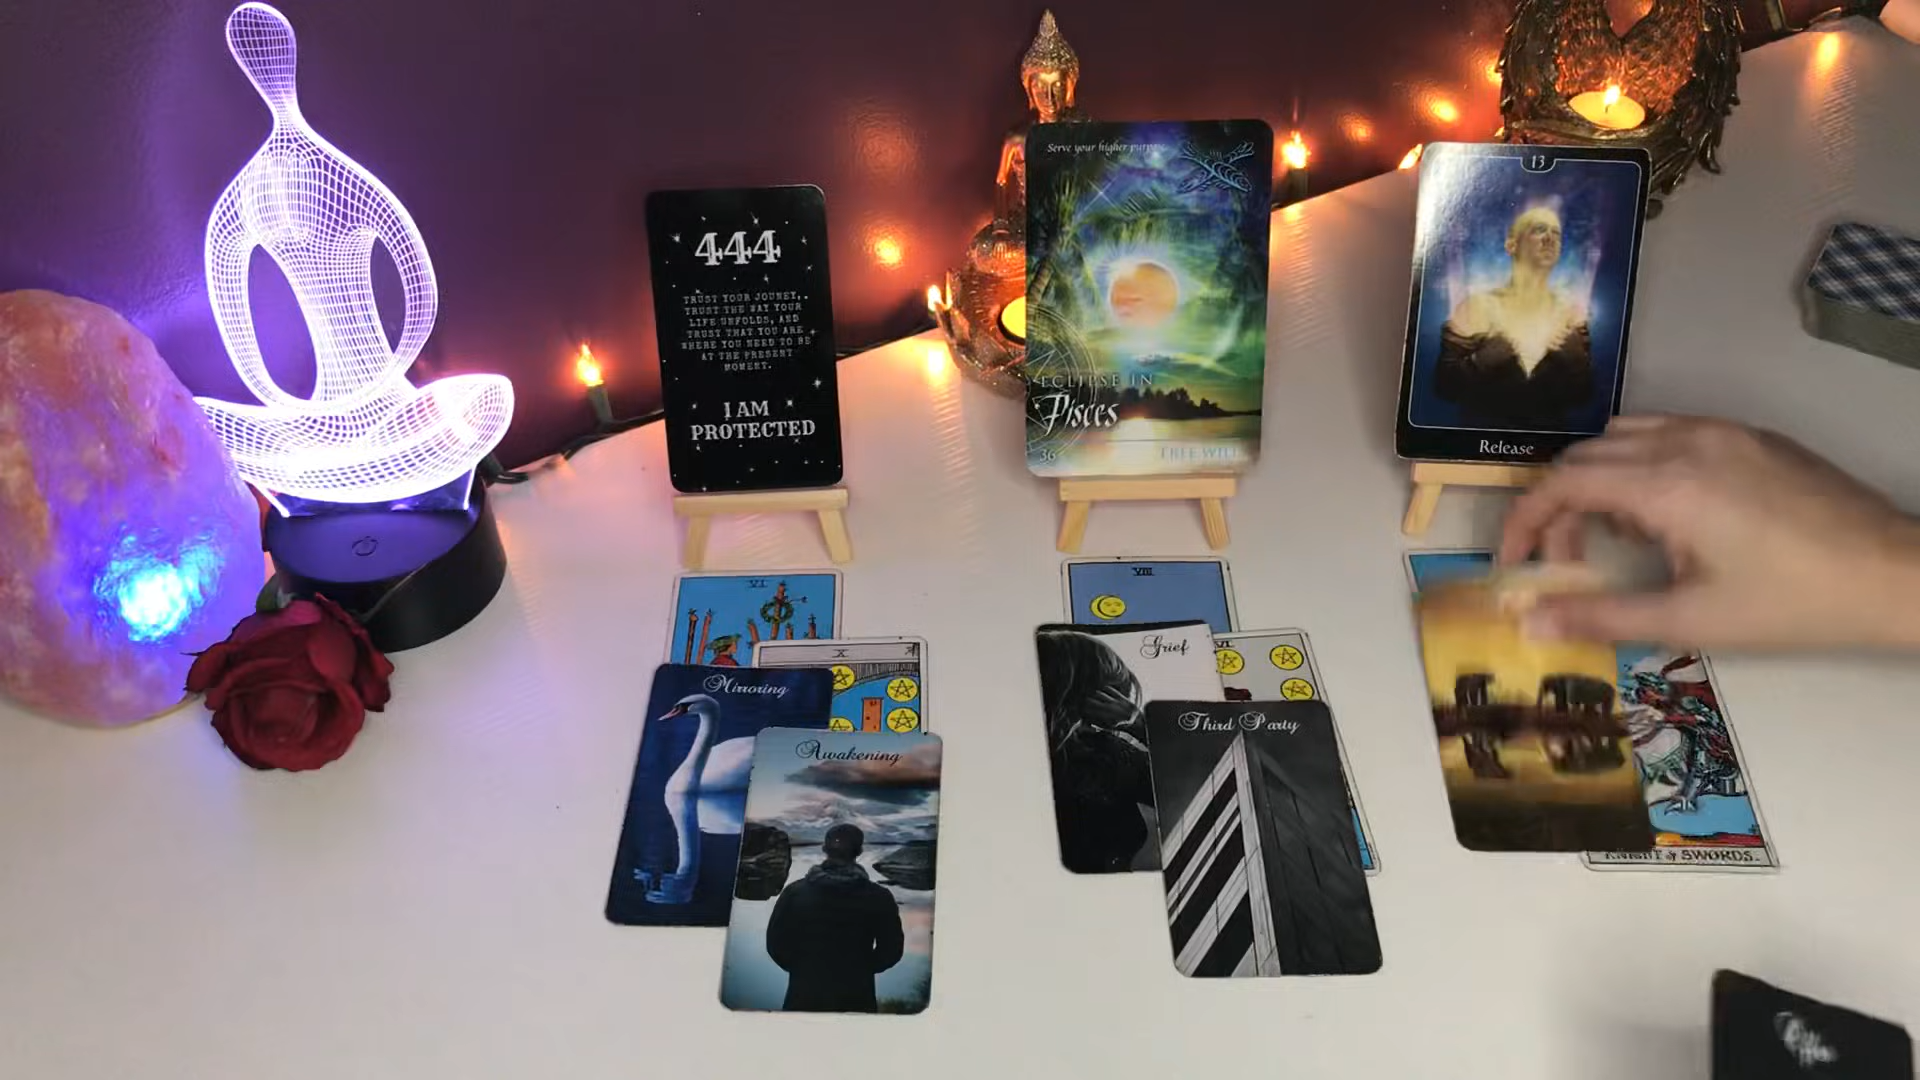 444
TRUST YOUR JOUNEY,
TRUST THE WAY YOUR
LIFE UNFOLDS, AND
TRUST THAT YOU ARE
WHERE YOU NEED TO BE
AT THE PRESENT
MOMENT.
I AM
PROTECTED
Serve your higher purpose
ECLIPSE IN
Pisces
36
FREE WILL
13
Release
VI
X
Mirroring
Awakening
VIII
Grief
VI
Third Party
KNIGHT of SWORDS.